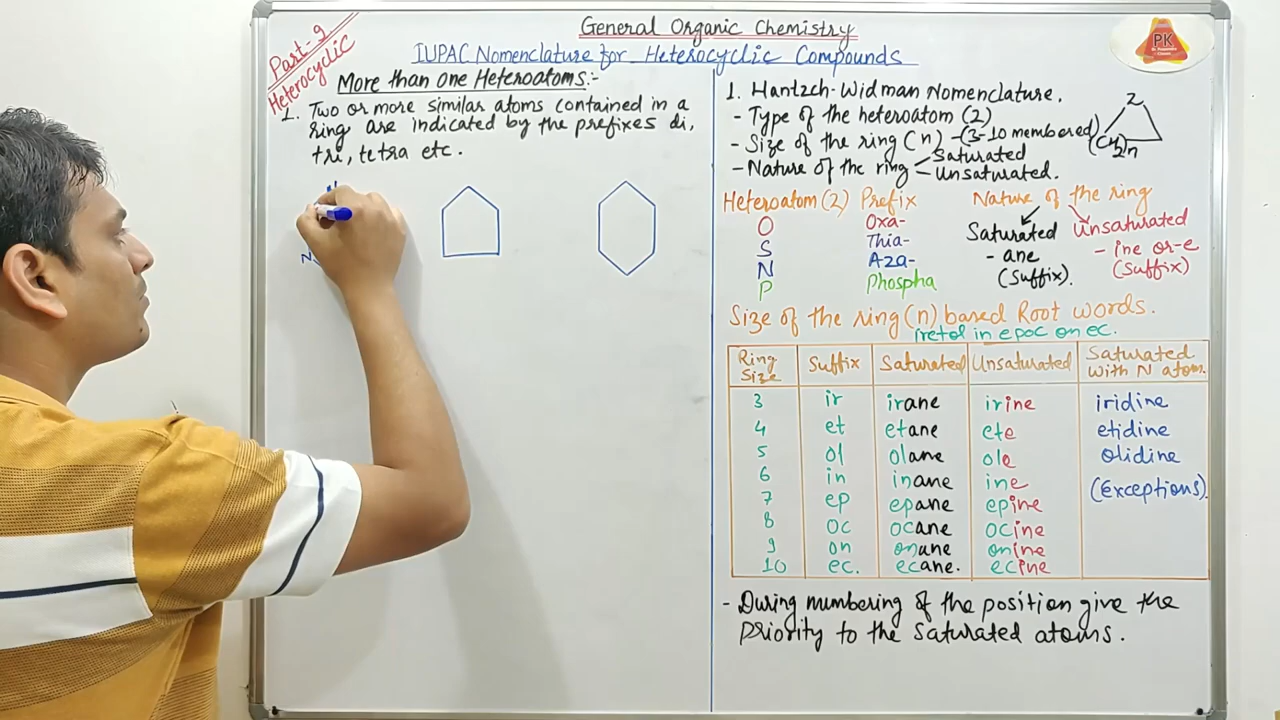 General Organic Chemistry
IUPAC Nomenclature for Heterocyclic Compounds
Part-9
Heterocyclic
More than one Heteroatoms:-
1. Two or more similar atoms contained in a
ring are indicated by the prefixes di,
tri, tetra etc.
N
1. Hantzch-Widman Nomenclature.
- Type of the heteroatom (Z)
- Size of the ring (n) - (3-10 membered)
- Nature of the ring - Saturated
- Unsaturated.
Z
(CH2)n
Heteroatom (Z) Prefix
O Oxa-
S Thia-
N Aza-
P Phospha
Nature of the ring
Saturated
- ane
(Suffix).
Unsaturated
- ine or-e
(Suffix)
Size of the ring (n) based Root words.
iretol in epoc on ec.
Ring Size Suffix Saturated Unsaturated Saturated with N atom.
3 ir irane irine iridine
4 et etane ete etidine
5 ol olane ole olidine
6 in inane ine (exceptions).
7 ep epane epine
8 oc ocane ocine
9 on onane onine
10 ec. ecane. ecine
- During numbering of the position give the
priority to the saturated atoms.
PK